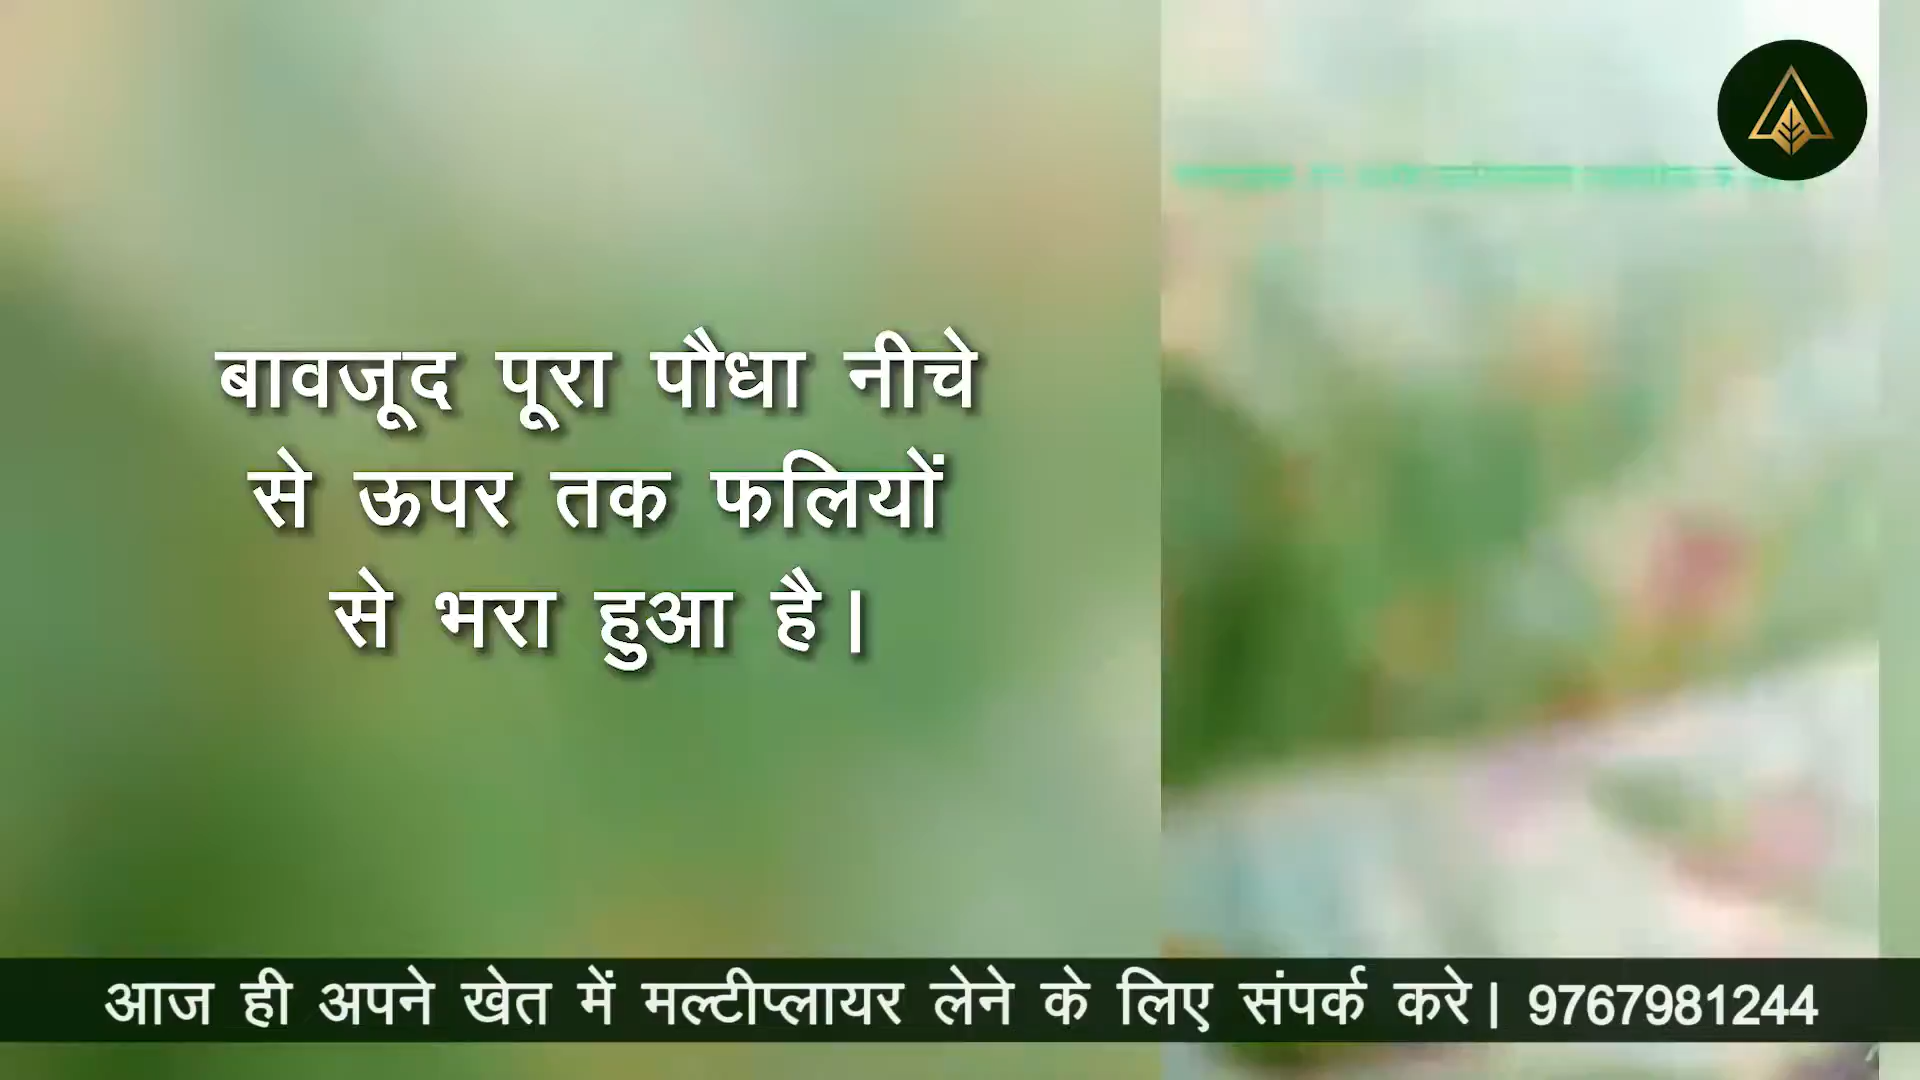 बावजूद पूरा पौधा नीचे
से ऊपर तक फलियों
से भरा हुआ है।
आज ही अपने खेत में मल्टीप्लायर लेने के लिए संपर्क करे। 9767981244